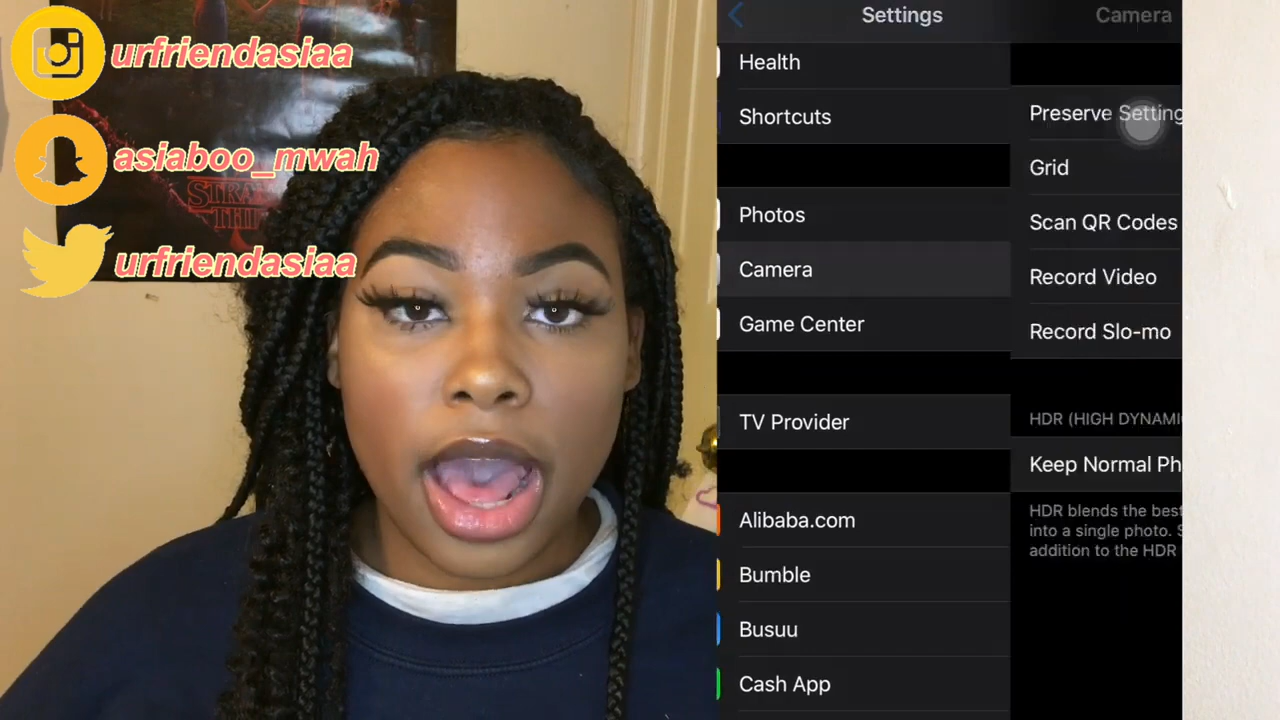 urfriendasiaa
asiaboo_mwah
urfriendasiaa
STRAN
THI
Settings
Health
Shortcuts
Photos
Camera
Game Center
TV Provider
Alibaba.com
Bumble
Busuu
Cash App
Camera
Preserve Setting
Grid
Scan QR Codes
Record Video
Record Slo-mo
HDR (HIGH DYNAMI
Keep Normal Ph
HDR blends the best
into a single photo. S
addition to the HDR